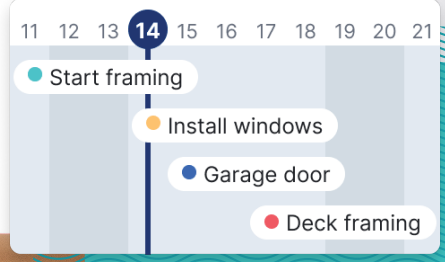 11 12 13 14 15 16 17 18 19 20 21
Start framing
Install windows
Garage door
Deck framing